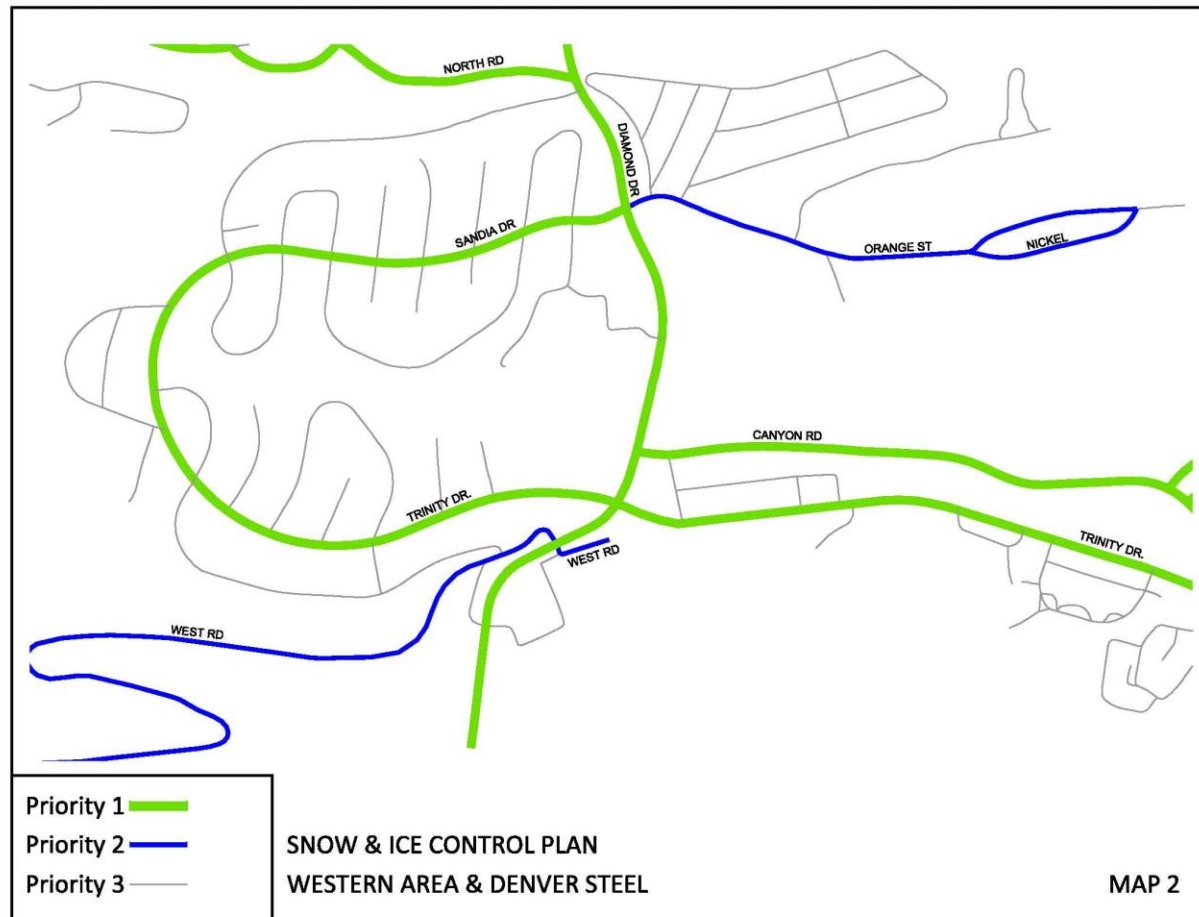 NORTH RD
DIAMOND DR
SANDIA DR
ORANGE ST
NICKEL
CANYON RD
TRINITY DR.
TRINITY DR.
WEST RD
WEST RD
Priority 1
Priority 2
Priority 3
SNOW & ICE CONTROL PLAN
WESTERN AREA & DENVER STEEL
MAP 2